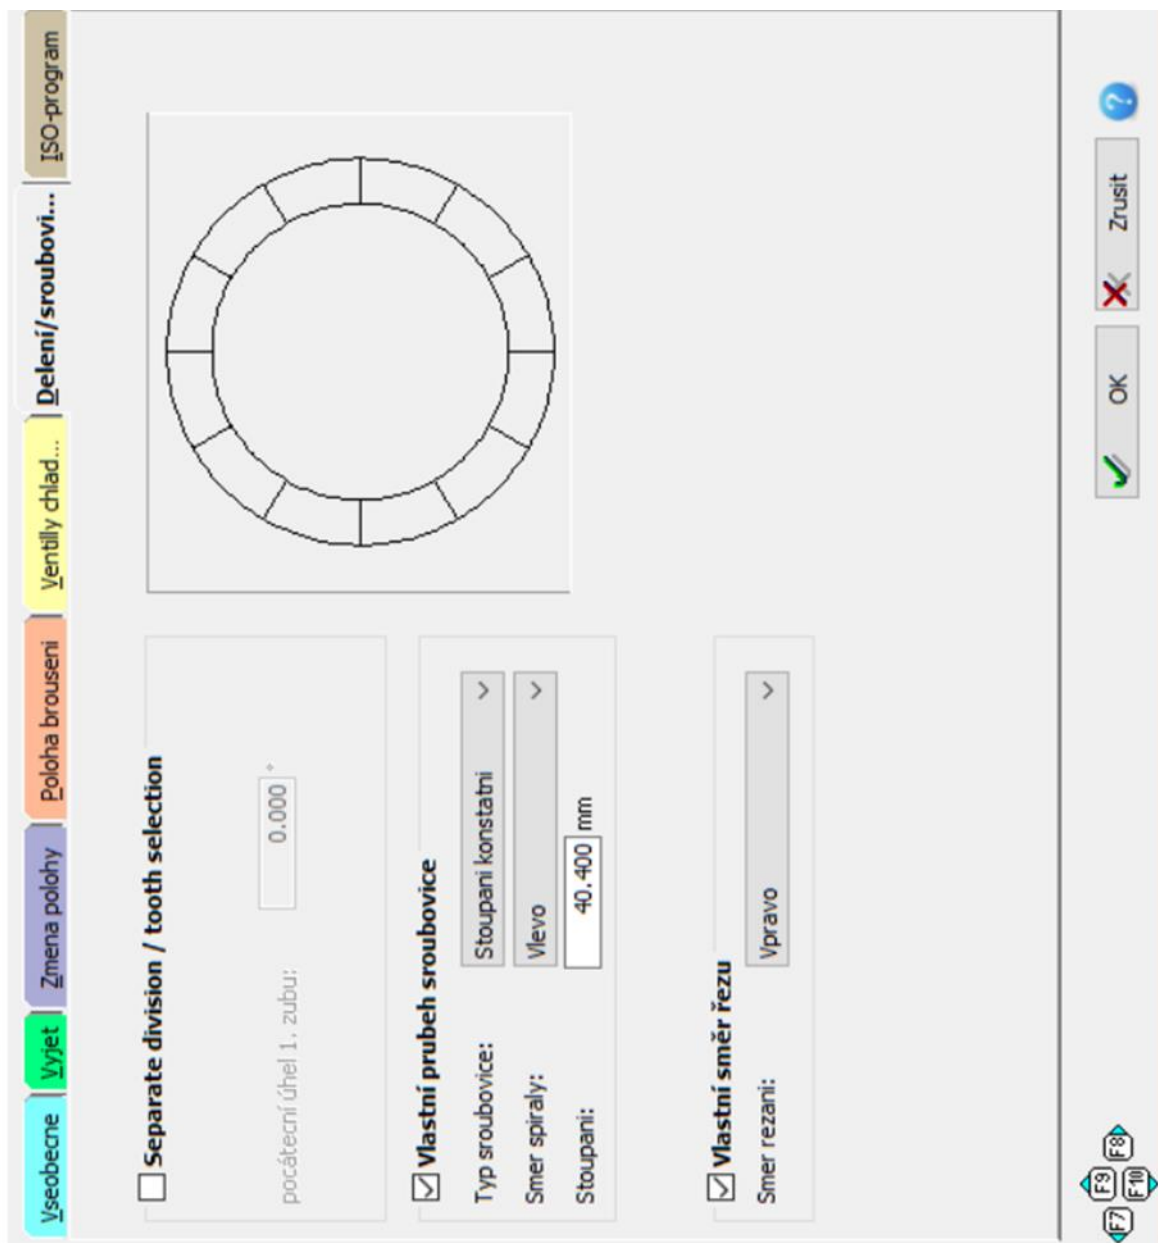 Vseobecne
Vyjet
Zmena polohy
Poloha brouseni
Ventilly chlad...
Delení/sroubovi...
ISO-program
Separate division / tooth selection
pocátecní úhel 1. zubu: 0.000 °
Vlastní prubeh sroubovice
Typ sroubovice: Stoupani konstatni
Smer spiraly: Vlevo
Stoupani: 40.400 mm
Vlastní směr řezu
Smer rezani: Vpravo
F7 F9 F10 F8
OK
Zrusit
?